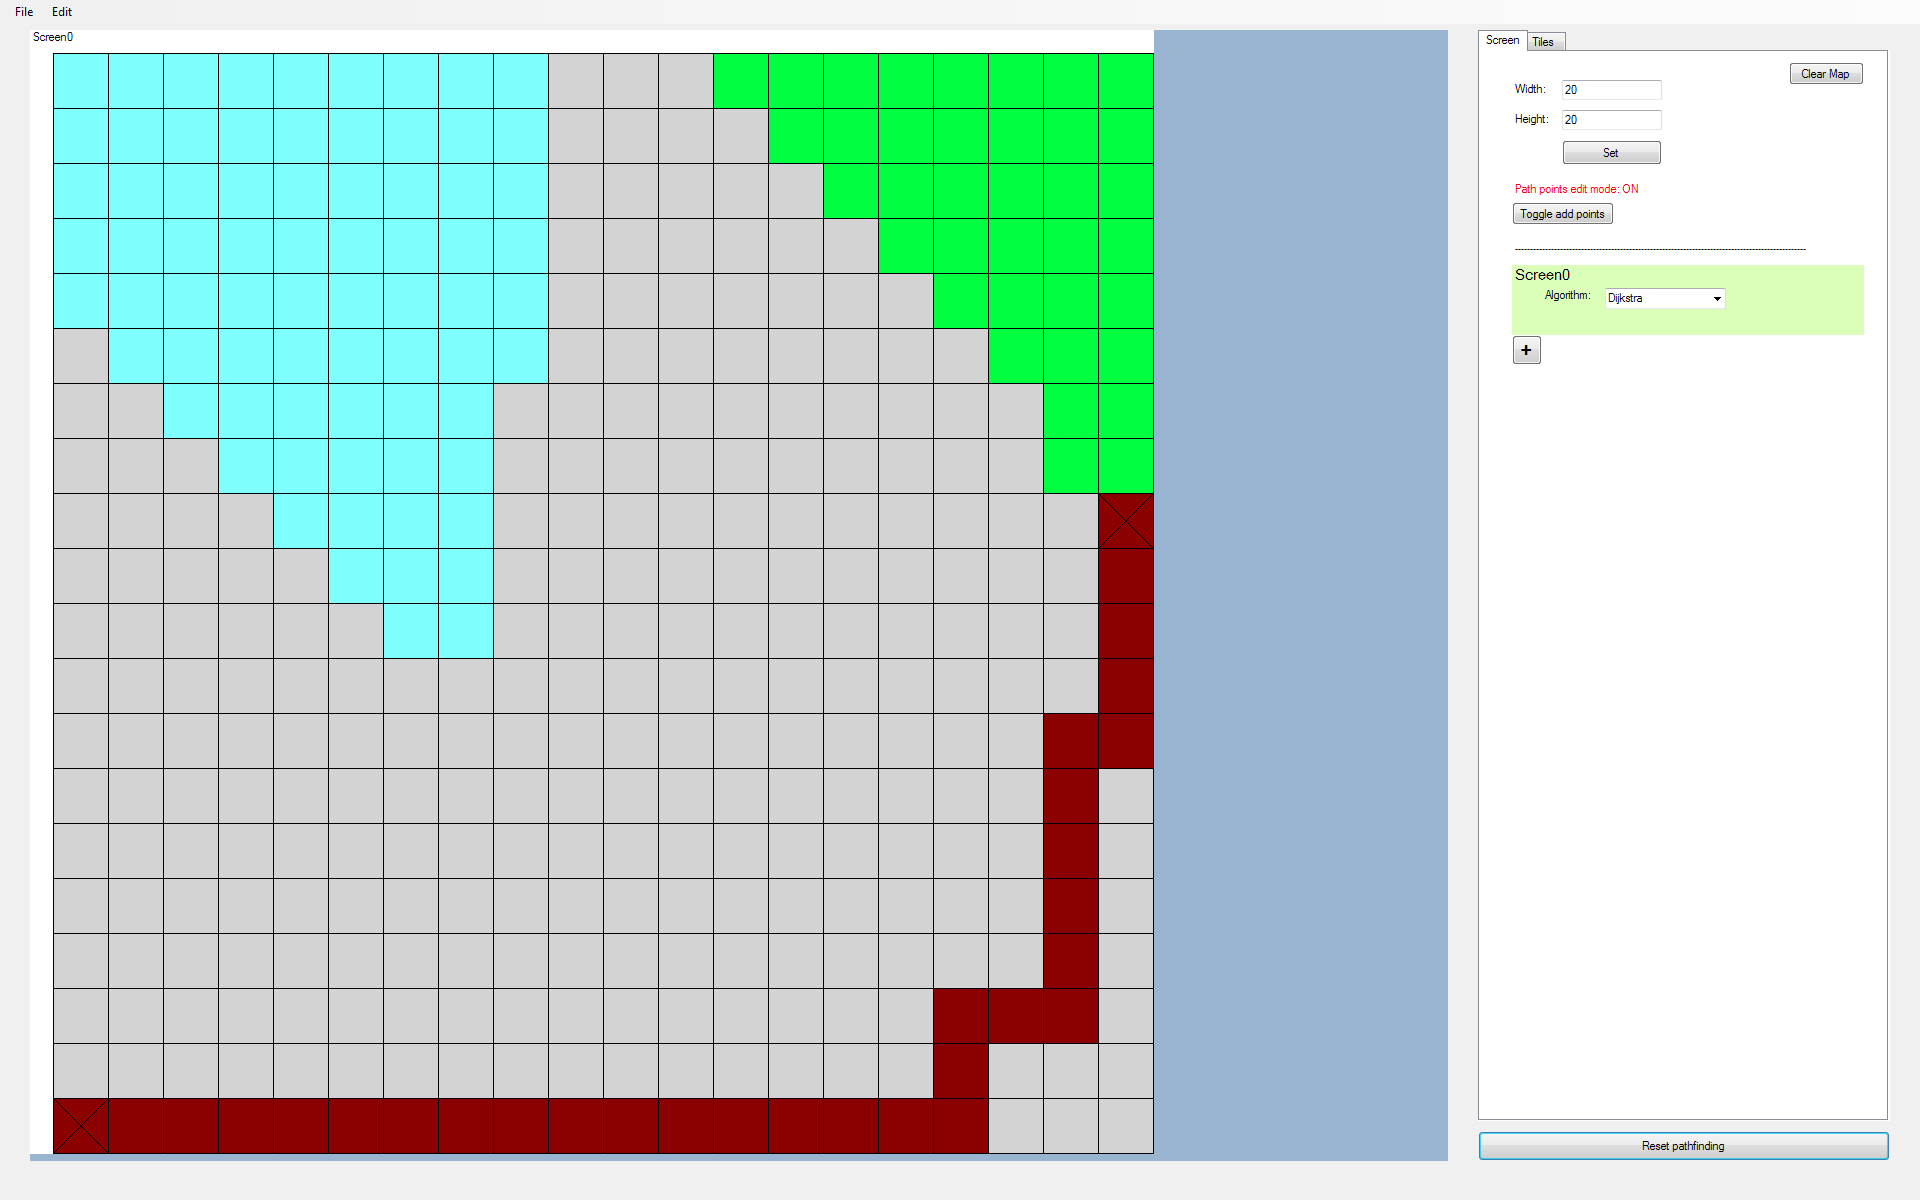 File Edit
Screen0
Screen Tiles
Clear Map
Width: 20
Height: 20
Set
Path points edit mode: ON
Toggle add points
--------------------------------------------------------------------------------
Screen0
Algorithm: Dijkstra
+
Reset pathfinding